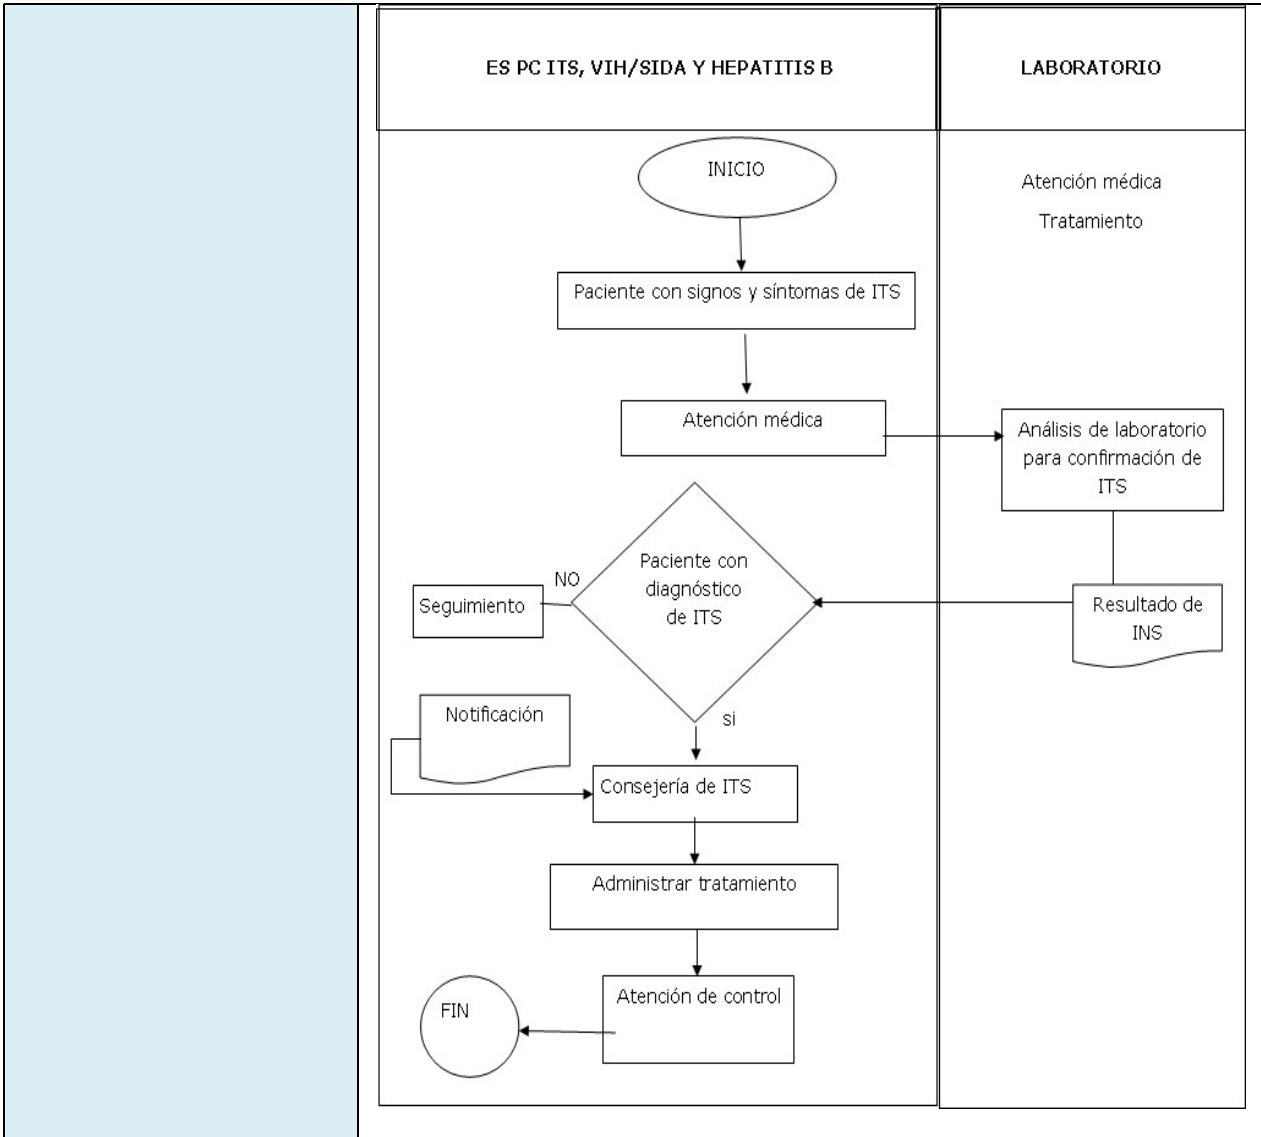 ES PC ITS, VIH/SIDA Y HEPATITIS B
LABORATORIO
INICIO
Atención médica
Tratamiento
Paciente con signos y síntomas de ITS
Atención médica
Análisis de laboratorio
para confirmación de
ITS
Paciente con
diagnóstico
de ITS
NO
Seguimiento
Resultado de
INS
si
Notificación
Consejería de ITS
Administrar tratamiento
Atención de control
FIN